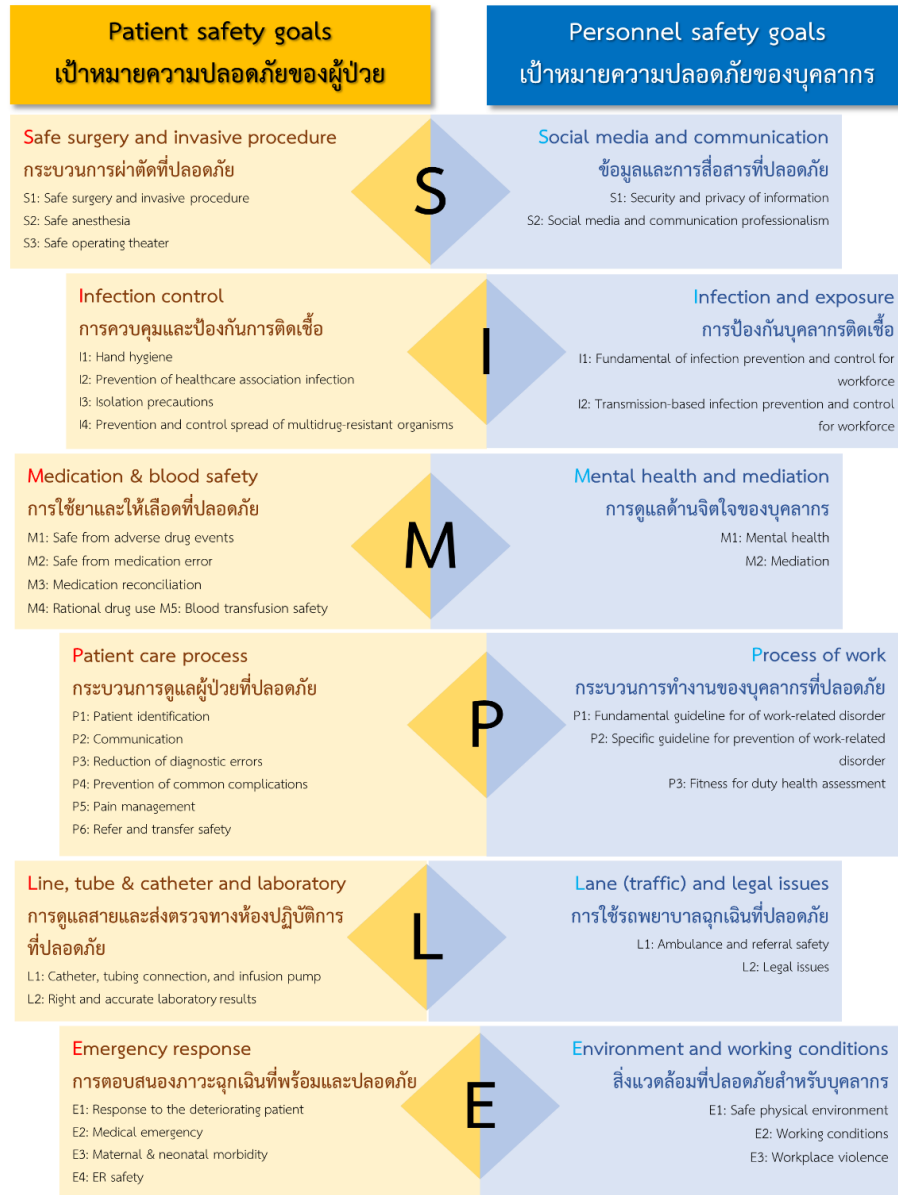 Patient safety goals
เป้าหมายความปลอดภัยของผู้ป่วย
Personnel safety goals
เป้าหมายความปลอดภัยของบุคลากร
Safe surgery and invasive procedure
กระบวนการผ่าตัดที่ปลอดภัย
S1: Safe surgery and invasive procedure
S2: Safe anesthesia
S3: Safe operating theater
S
Social media and communication
ข้อมูลและการสื่อสารที่ปลอดภัย
S1: Security and privacy of information
S2: Social media and communication professionalism
Infection control
การควบคุมและป้องกันการติดเชื้อ
I1: Hand hygiene
I2: Prevention of healthcare association infection
I3: Isolation precautions
I4: Prevention and control spread of multidrug-resistant organisms
I
Infection and exposure
การป้องกันบุคลากรติดเชื้อ
I1: Fundamental of infection prevention and control for
workforce
I2: Transmission-based infection prevention and control
for workforce
Medication & blood safety
การใช้ยาและให้เลือดที่ปลอดภัย
M1: Safe from adverse drug events
M2: Safe from medication error
M3: Medication reconciliation
M4: Rational drug use M5: Blood transfusion safety
M
Mental health and mediation
การดูแลด้านจิตใจของบุคลากร
M1: Mental health
M2: Mediation
Patient care process
กระบวนการดูแลผู้ป่วยที่ปลอดภัย
P1: Patient identification
P2: Communication
P3: Reduction of diagnostic errors
P4: Prevention of common complications
P5: Pain management
P6: Refer and transfer safety
P
Process of work
กระบวนการทำงานของบุคลากรที่ปลอดภัย
P1: Fundamental guideline for of work-related disorder
P2: Specific guideline for prevention of work-related
disorder
P3: Fitness for duty health assessment
Line, tube & catheter and laboratory
การดูแลสายและส่งตรวจทางห้องปฏิบัติการ
ที่ปลอดภัย
L1: Catheter, tubing connection, and infusion pump
L2: Right and accurate laboratory results
L
Lane (traffic) and legal issues
การใช้รถพยาบาลฉุกเฉินที่ปลอดภัย
L1: Ambulance and referral safety
L2: Legal issues
Emergency response
การตอบสนองภาวะฉุกเฉินที่พร้อมและปลอดภัย
E1: Response to the deteriorating patient
E2: Medical emergency
E3: Maternal & neonatal morbidity
E4: ER safety
E
Environment and working conditions
สิ่งแวดล้อมที่ปลอดภัยสำหรับบุคลากร
E1: Safe physical environment
E2: Working conditions
E3: Workplace violence